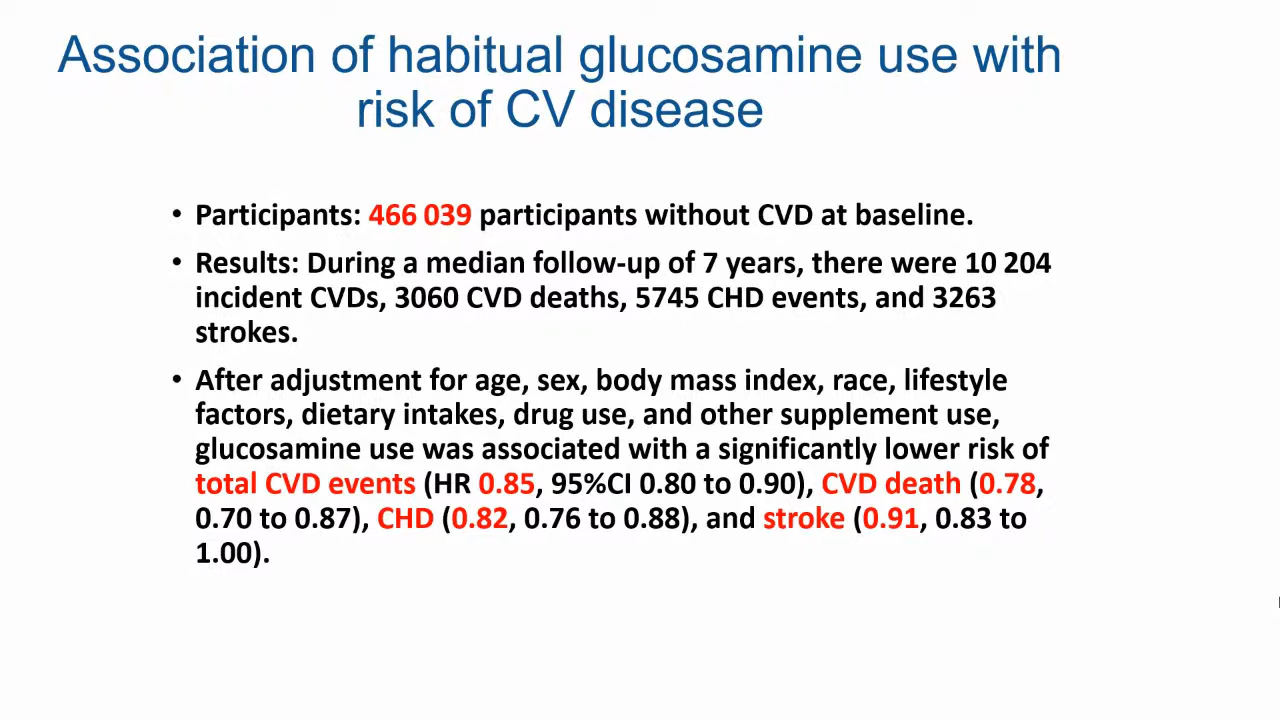 Association of habitual glucosamine use with
risk of CV disease
• Participants: 466 039 participants without CVD at baseline.
• Results: During a median follow-up of 7 years, there were 10 204
incident CVDs, 3060 CVD deaths, 5745 CHD events, and 3263
strokes.
• After adjustment for age, sex, body mass index, race, lifestyle
factors, dietary intakes, drug use, and other supplement use,
glucosamine use was associated with a significantly lower risk of
total CVD events (HR 0.85, 95%CI 0.80 to 0.90), CVD death (0.78,
0.70 to 0.87), CHD (0.82, 0.76 to 0.88), and stroke (0.91, 0.83 to
1.00).